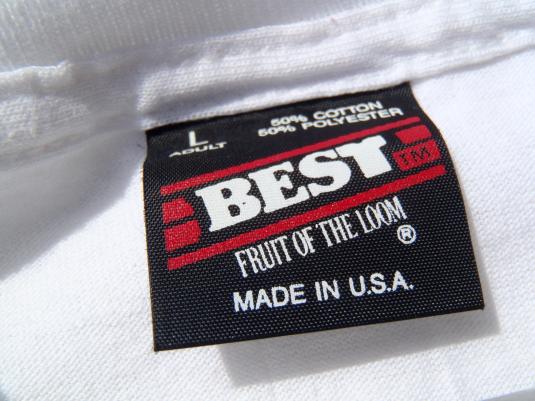 L 50% COTTON
ADULT 50% POLYESTER
BEST TM
FRUIT OF THE LOOM ®
MADE IN U.S.A.